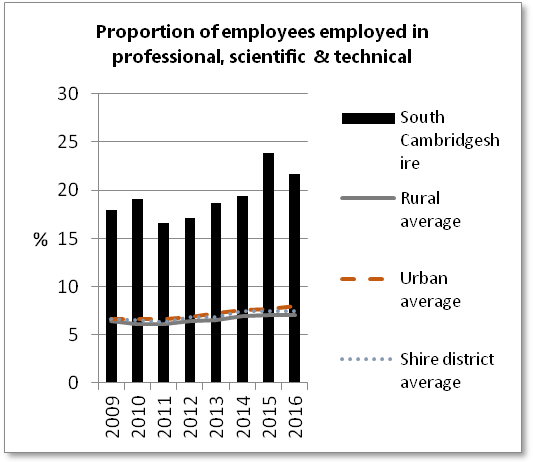 Proportion of employees employed in
professional, scientific & technical
30
25
20
15
10
5
0
%
2009
2010
2011
2012
2013
2014
2015
2016
South
Cambridgesh
ire
Rural
average
Urban
average
Shire district
average